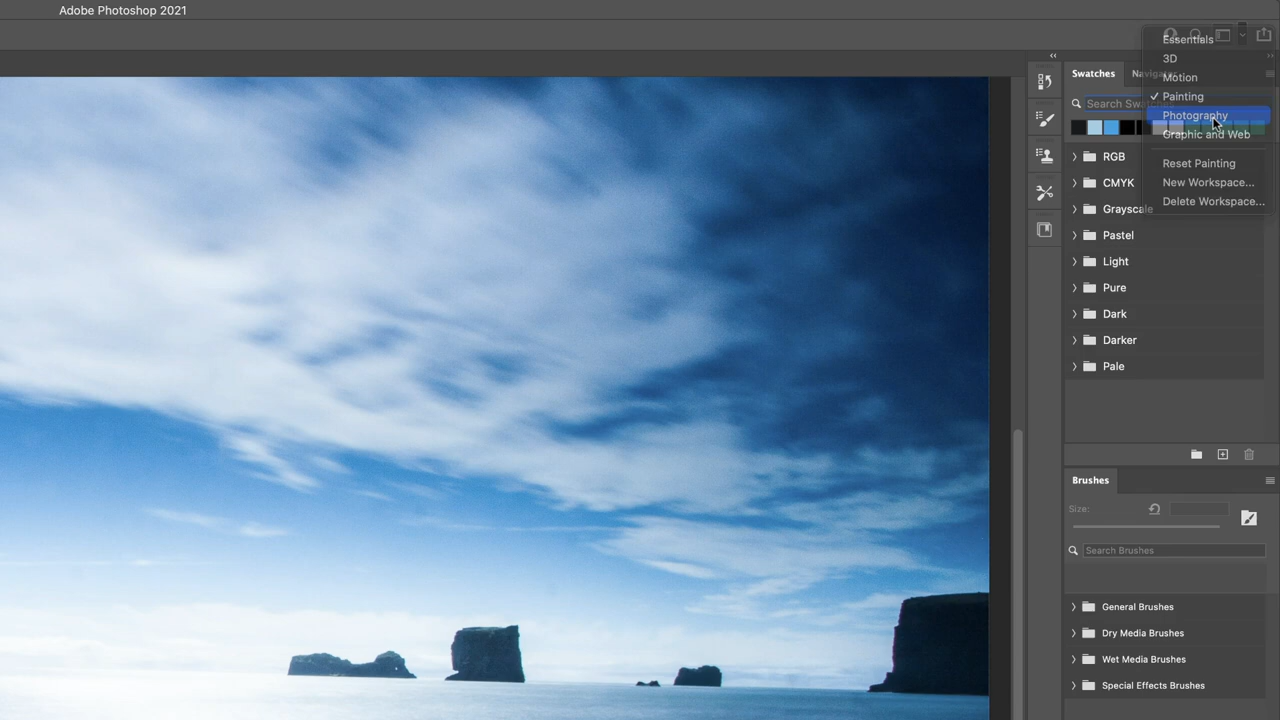 Adobe Photoshop 2021
Essentials
3D
Motion
Painting
Photography
Graphic and Web
Reset Painting
New Workspace...
Delete Workspace...
Swatches
Search
RGB
CMYK
Grayscale
Pastel
Light
Pure
Dark
Darker
Pale
Brushes
Size:
Search Brushes
General Brushes
Dry Media Brushes
Wet Media Brushes
Special Effects Brushes